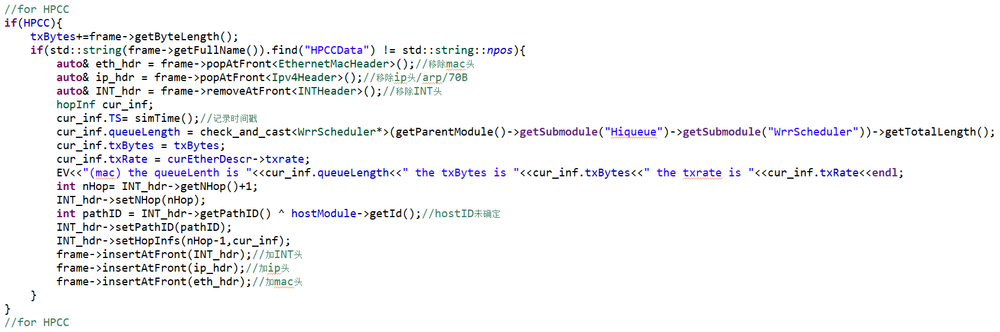 //for HPCC
if(HPCC){
    txBytes+=frame->getByteLength();
    if(std::string(frame->getFullName()).find("HPCCData") != std::string::npos){
        auto& eth_hdr = frame->popAtFront<EthernetMacHeader>();//移除mac头
        auto& ip_hdr = frame->popAtFront<Ipv4Header>();//移除ip头/arp/70B
        auto& INT_hdr = frame->removeAtFront<INTHeader>();//移除INT头
        hopInf cur_inf;
        cur_inf.TS= simTime();//记录时间戳
        cur_inf.queueLength = check_and_cast<WrrScheduler*>(getParentModule()->getSubmodule("Hiqueue")->getSubmodule("WrrScheduler"))->getTotalLength();
        cur_inf.txBytes = txBytes;
        cur_inf.txRate = curEtherDescr->txrate;
        EV<<"(mac) the queueLenth is "<<cur_inf.queueLength<<" the txBytes is "<<cur_inf.txBytes<<" the txrate is "<<cur_inf.txRate<<endl;
        int nHop= INT_hdr->getNHop()+1;
        INT_hdr->setNHop(nHop);
        int pathID = INT_hdr->getPathID() ^ hostModule->getId();//hostID未确定
        INT_hdr->setPathID(pathID);
        INT_hdr->setHopInfs(nHop-1,cur_inf);
        frame->insertAtFront(INT_hdr);//加INT头
        frame->insertAtFront(ip_hdr);//加ip头
        frame->insertAtFront(eth_hdr);//加mac头
    }
}
//for HPCC